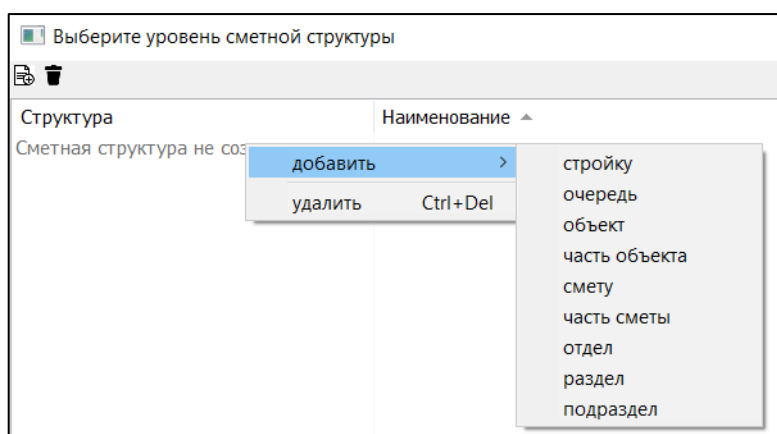 Выберите уровень сметной структуры
Структура Наименование
Сметная структура не
добавить
удалить Ctrl+Del
стройку
очередь
объект
часть объекта
смету
часть сметы
отдел
раздел
подраздел